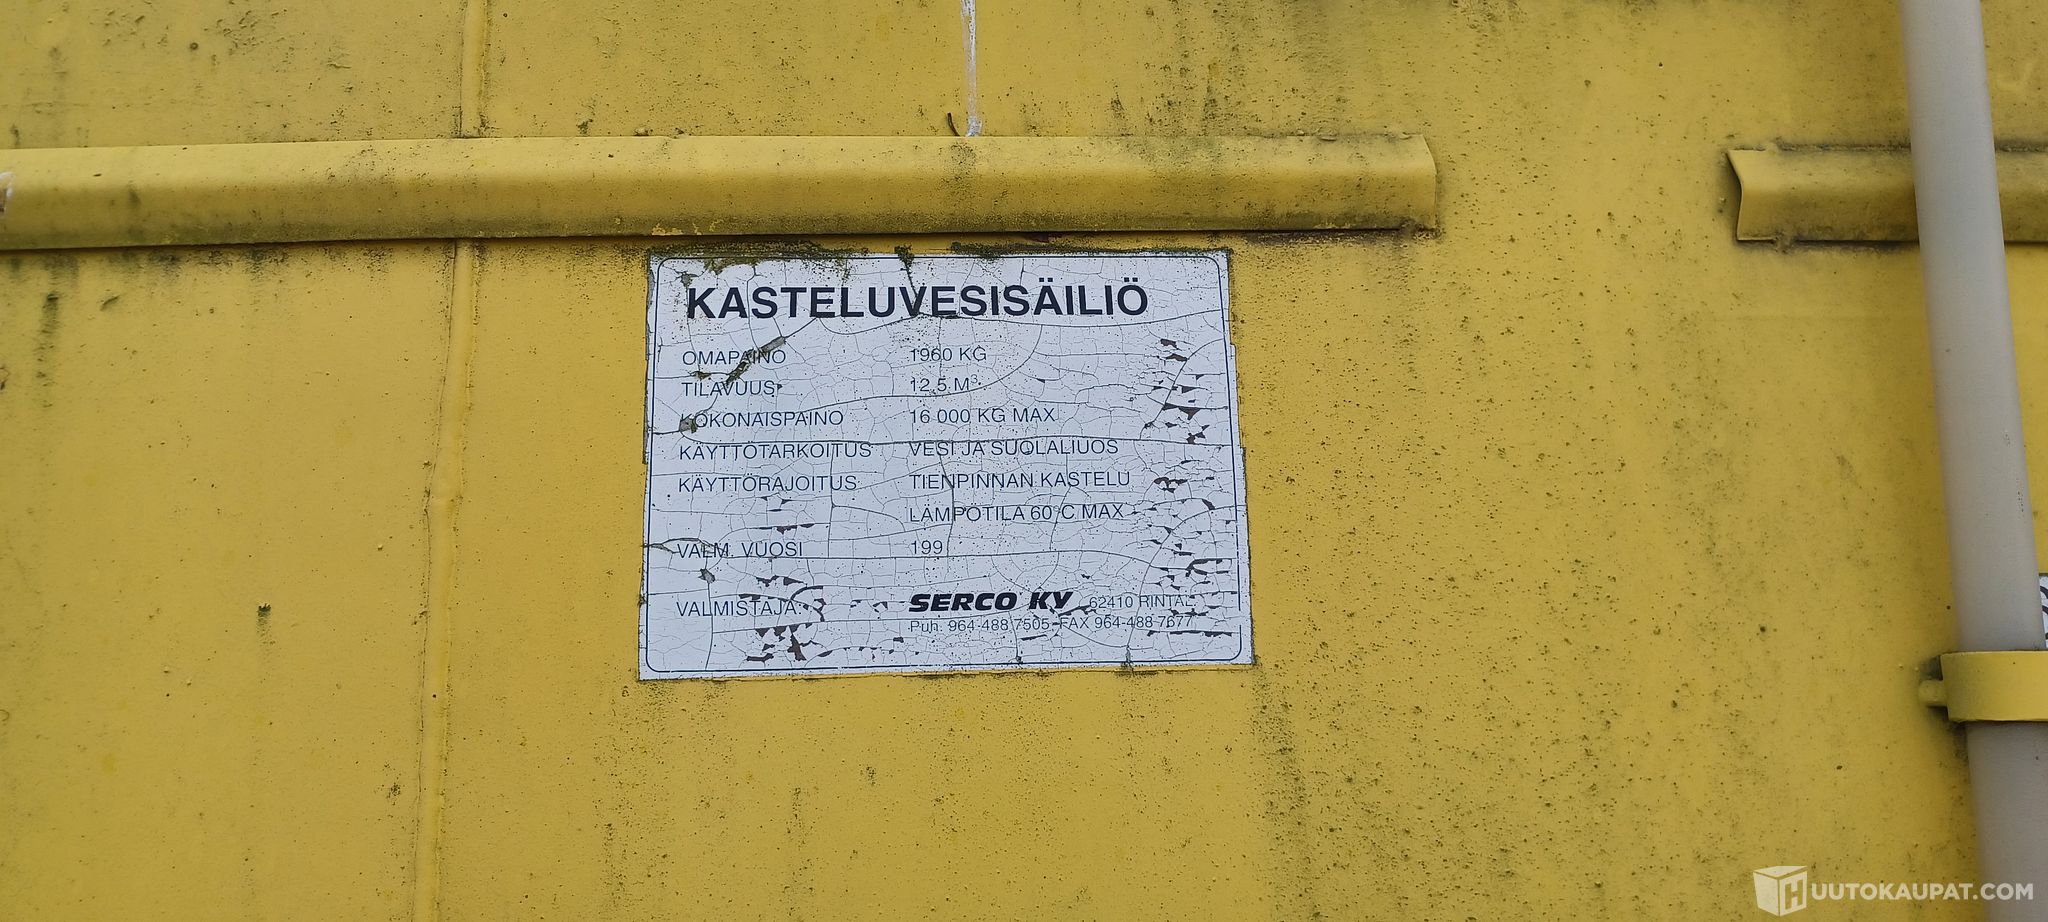 KASTELUVESISÄILIÖ
OMAPAINO 1960 KG
TILAVUUS 12,5 M³
KOKONAISPAINO 16 000 KG MAX
KÄYTTÖTARKOITUS VESI JA SUOLALIUOS
KÄYTTÖRAJOITUS TIENPINNAN KASTELU
LÄMPÖTILA 60°C MAX
VALM. VUOSI 199
VALMISTAJA: SERCO KY 62410 RINTAL
Puh. 964-488 7505, FAX 964-488 7677
HUUTOKAUPAT.COM